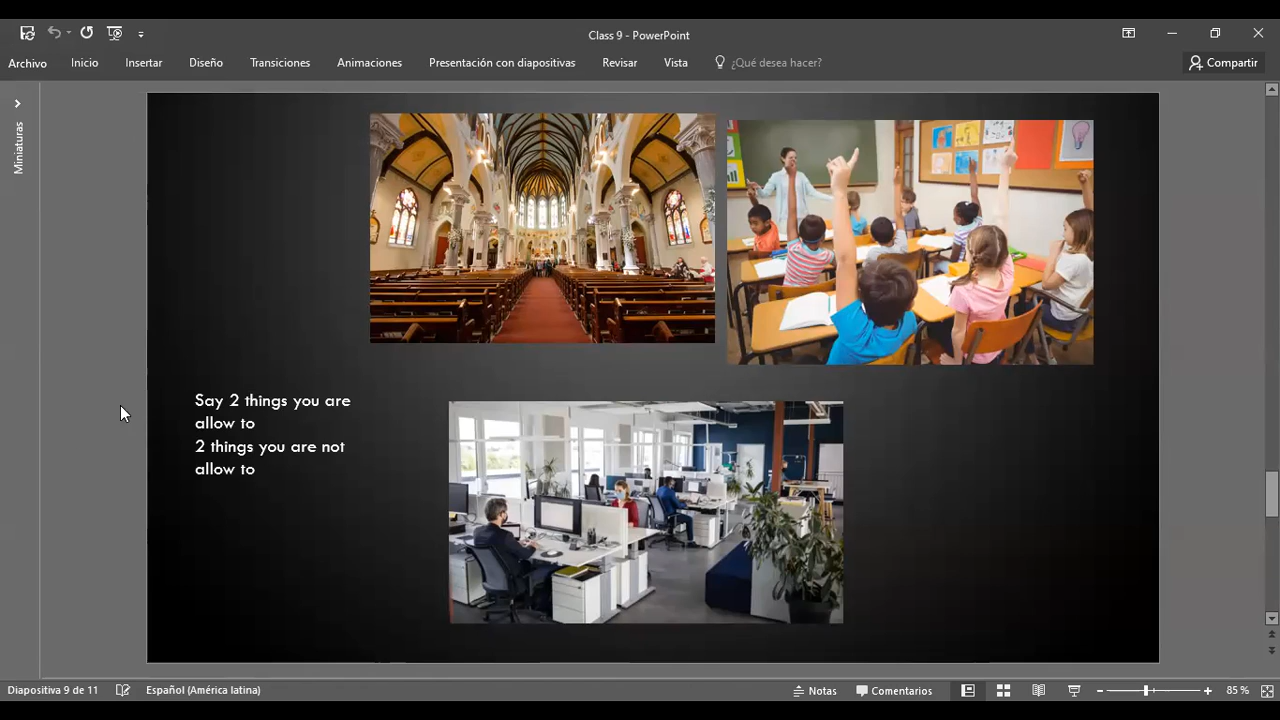 Class 9 - PowerPoint
Archivo
Inicio
Insertar
Diseño
Transiciones
Animaciones
Presentación con diapositivas
Revisar
Vista
¿Qué desea hacer?
Compartir
Miniaturas
Say 2 things you are
allow to
2 things you are not
allow to
Diapositiva 9 de 11
Español (América latina)
Notas
Comentarios
85 %